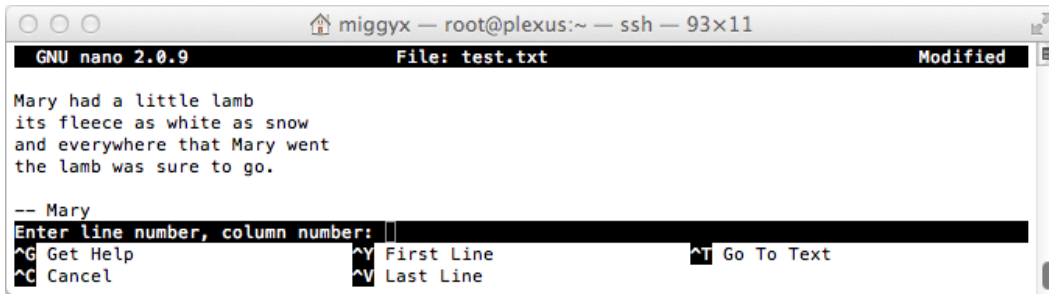 miggyx — root@plexus:~ — ssh — 93×11
GNU nano 2.0.9 File: test.txt Modified
Mary had a little lamb
its fleece as white as snow
and everywhere that Mary went
the lamb was sure to go.
-- Mary
Enter line number, column number:
^G Get Help ^Y First Line ^T Go To Text
^C Cancel ^V Last Line